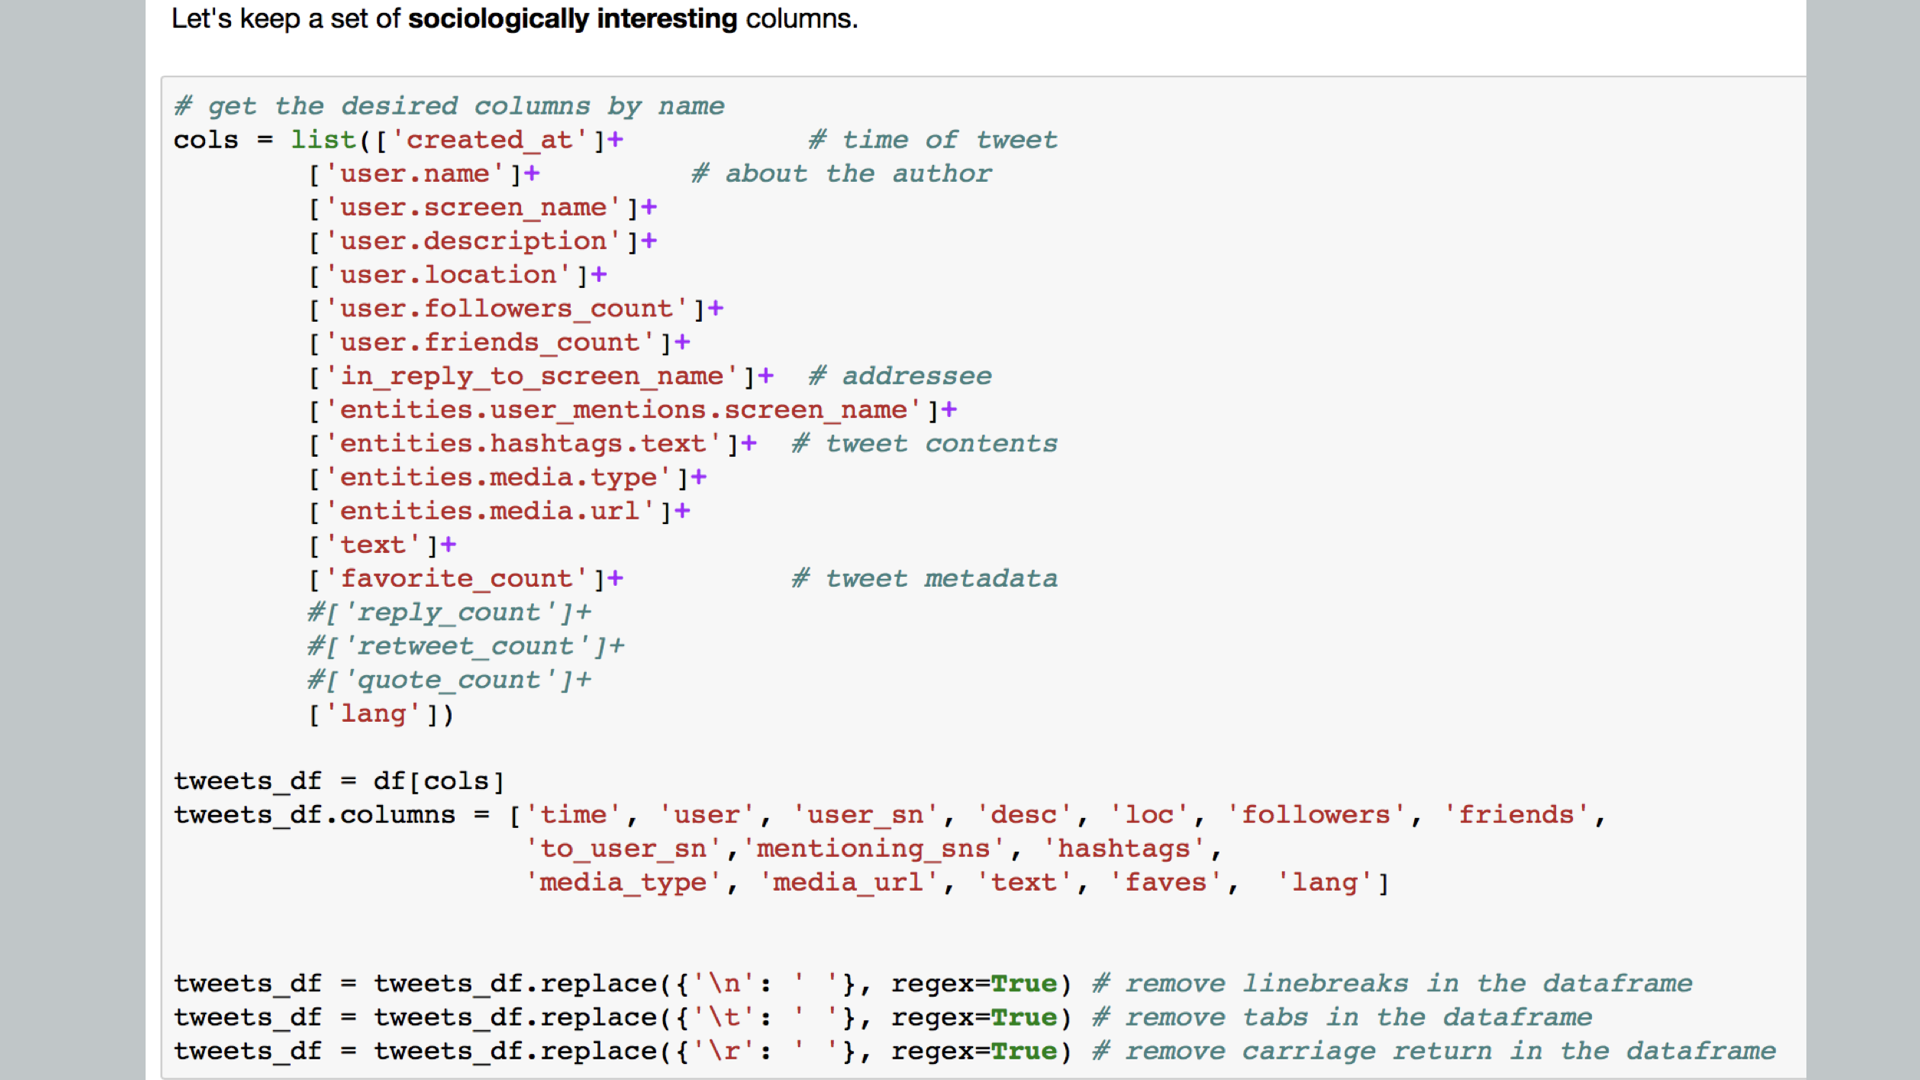 Let's keep a set of sociologically interesting columns.
# get the desired columns by name
cols = list(['created_at']+           # time of tweet
        ['user.name']+         # about the author
        ['user.screen_name']+
        ['user.description']+
        ['user.location']+
        ['user.followers_count']+
        ['user.friends_count']+
        ['in_reply_to_screen_name']+  # addressee
        ['entities.user_mentions.screen_name']+
        ['entities.hashtags.text']+  # tweet contents
        ['entities.media.type']+
        ['entities.media.url']+
        ['text']+
        ['favorite_count']+          # tweet metadata
        #['reply_count']+
        #['retweet_count']+
        #['quote_count']+
        ['lang'])
tweets_df = df[cols]
tweets_df.columns = ['time', 'user', 'user_sn', 'desc', 'loc', 'followers', 'friends',
                     'to_user_sn','mentioning_sns', 'hashtags',
                     'media_type', 'media_url', 'text', 'faves',  'lang']
tweets_df = tweets_df.replace({'\n': ' '}, regex=True) # remove linebreaks in the dataframe
tweets_df = tweets_df.replace({'\t': ' '}, regex=True) # remove tabs in the dataframe
tweets_df = tweets_df.replace({'\r': ' '}, regex=True) # remove carriage return in the dataframe